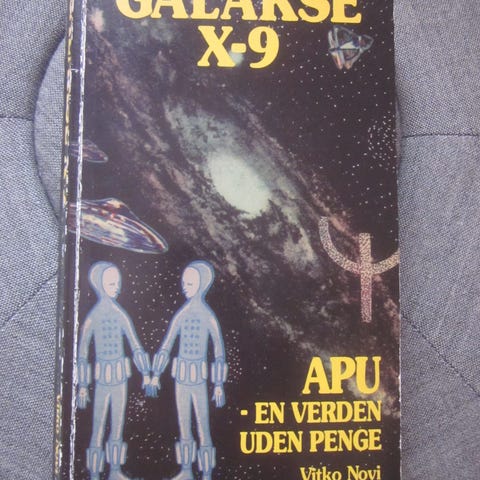 GALAKSE
X-9
APU
- EN VERDEN
UDEN PENGE
Vitko Novi